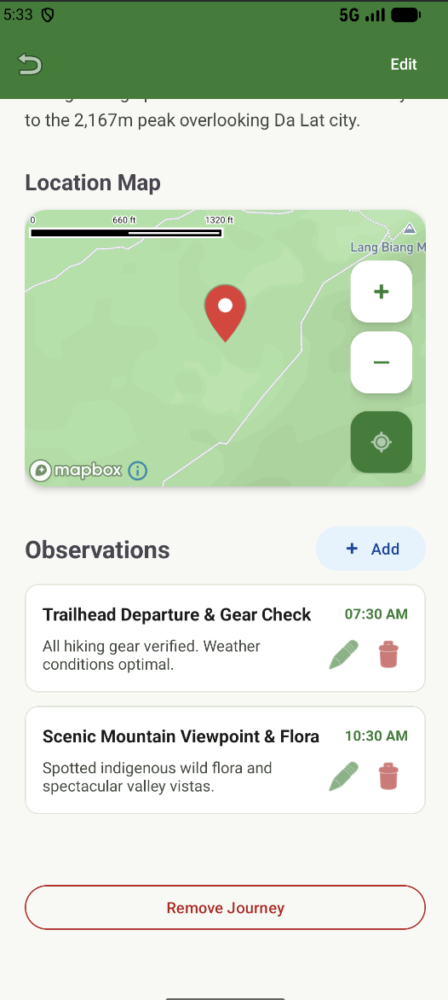 5:33
5G
Edit
to the 2,167m peak overlooking Da Lat city.
Location Map
0 660 ft 1320 ft
Lang Biang M
+
−
mapbox
Observations
+ Add
Trailhead Departure & Gear Check 07:30 AM
All hiking gear verified. Weather
conditions optimal.
Scenic Mountain Viewpoint & Flora 10:30 AM
Spotted indigenous wild flora and
spectacular valley vistas.
Remove Journey